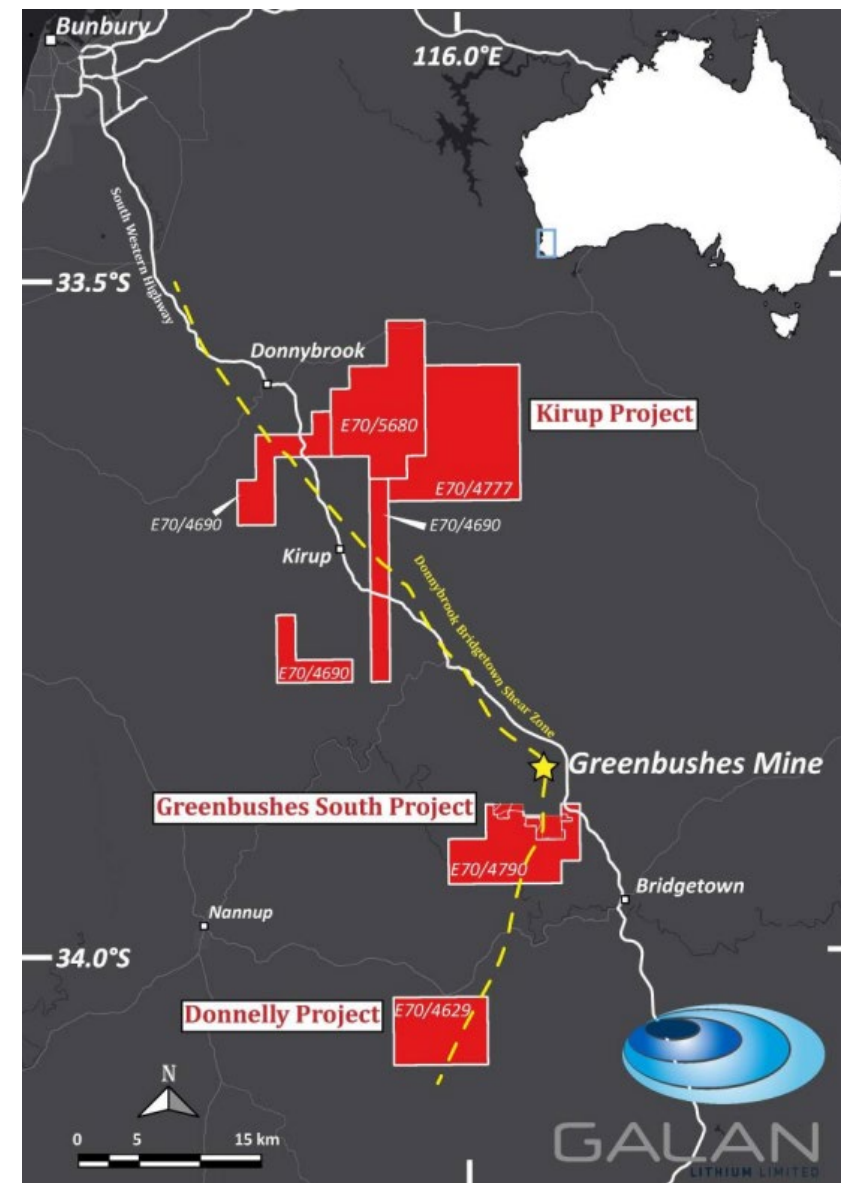 Bunbury
116.0°E
South Western Highway
33.5°S
Donnybrook
Kirup Project
E70/5680
E70/4777
E70/4690
E70/4690
Kirup
Donnybrook Bridgetown Shear Zone
E70/4690
Greenbushes Mine
Greenbushes South Project
E70/4790
Bridgetown
Nannup
34.0°S
Donnelly Project
E70/4629
N
0 5 15 km
GALAN
LITHIUM LIMITED